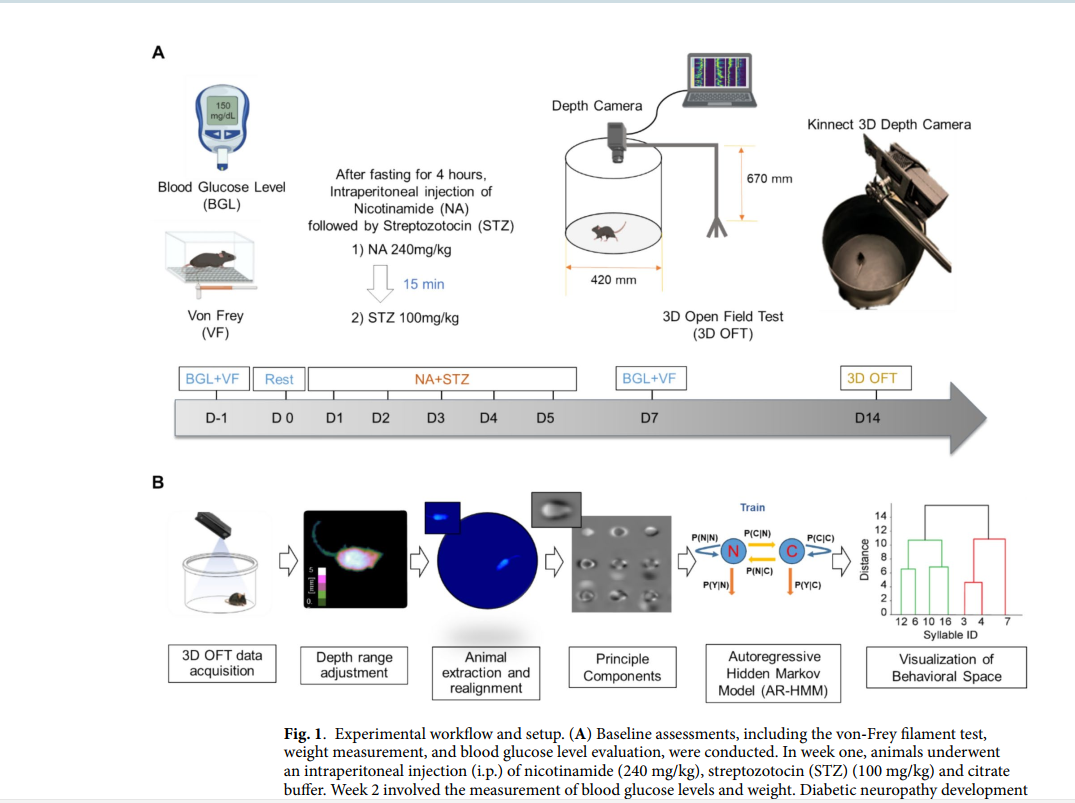 A
150
mg/dL
Blood Glucose Level
(BGL)
Von Frey
(VF)
After fasting for 4 hours,
Intraperitoneal injection of
Nicotinamide (NA)
followed by Streptozotocin (STZ)
1) NA 240mg/kg
15 min
2) STZ 100mg/kg
Depth Camera
670 mm
420 mm
3D Open Field Test
(3D OFT)
Kinnect 3D Depth Camera
BGL+VF Rest NA+STZ BGL+VF 3D OFT
D-1 D 0 D1 D2 D3 D4 D5 D7 D14
B
5
[mm]
0
Train
P(N|N) P(C|N) P(C|C)
N C
P(N|C)
P(Y|N) P(Y|C)
Distance
14
12
10
8
6
4
2
0
12 6 10 16 3 4 7
Syllable ID
3D OFT data
acquisition
Depth range
adjustment
Animal
extraction and
realignment
Principle
Components
Autoregressive
Hidden Markov
Model (AR-HMM)
Visualization of
Behavioral Space
Fig. 1. Experimental workflow and setup. (A) Baseline assessments, including the von-Frey filament test,
weight measurement, and blood glucose level evaluation, were conducted. In week one, animals underwent
an intraperitoneal injection (i.p.) of nicotinamide (240 mg/kg), streptozotocin (STZ) (100 mg/kg) and citrate
buffer. Week 2 involved the measurement of blood glucose levels and weight. Diabetic neuropathy development